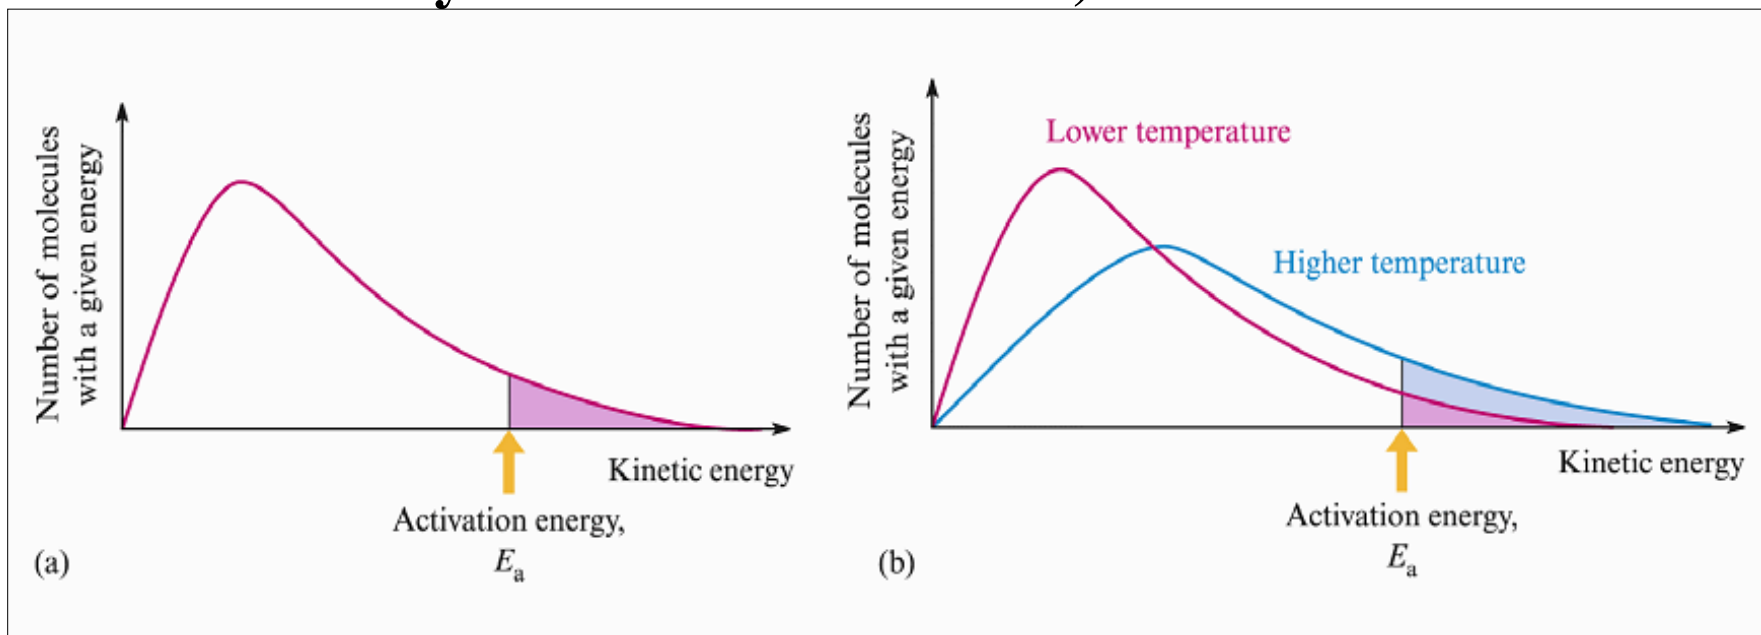 Number of molecules
with a given energy
Kinetic energy
Activation energy,
Ea
(a)
Number of molecules
with a given energy
Lower temperature
Higher temperature
Kinetic energy
Activation energy,
Ea
(b)